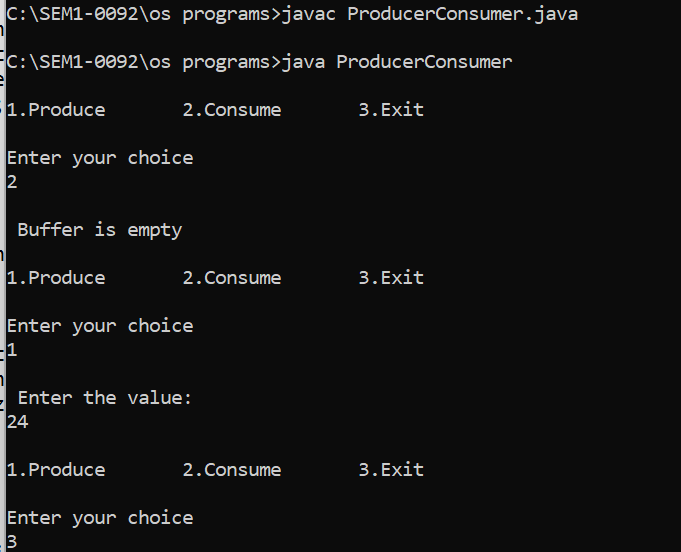 C:\SEM1-0092\os programs>javac ProducerConsumer.java
C:\SEM1-0092\os programs>java ProducerConsumer
1.Produce 2.Consume 3.Exit
Enter your choice
2
Buffer is empty
1.Produce 2.Consume 3.Exit
Enter your choice
1
Enter the value:
24
1.Produce 2.Consume 3.Exit
Enter your choice
3